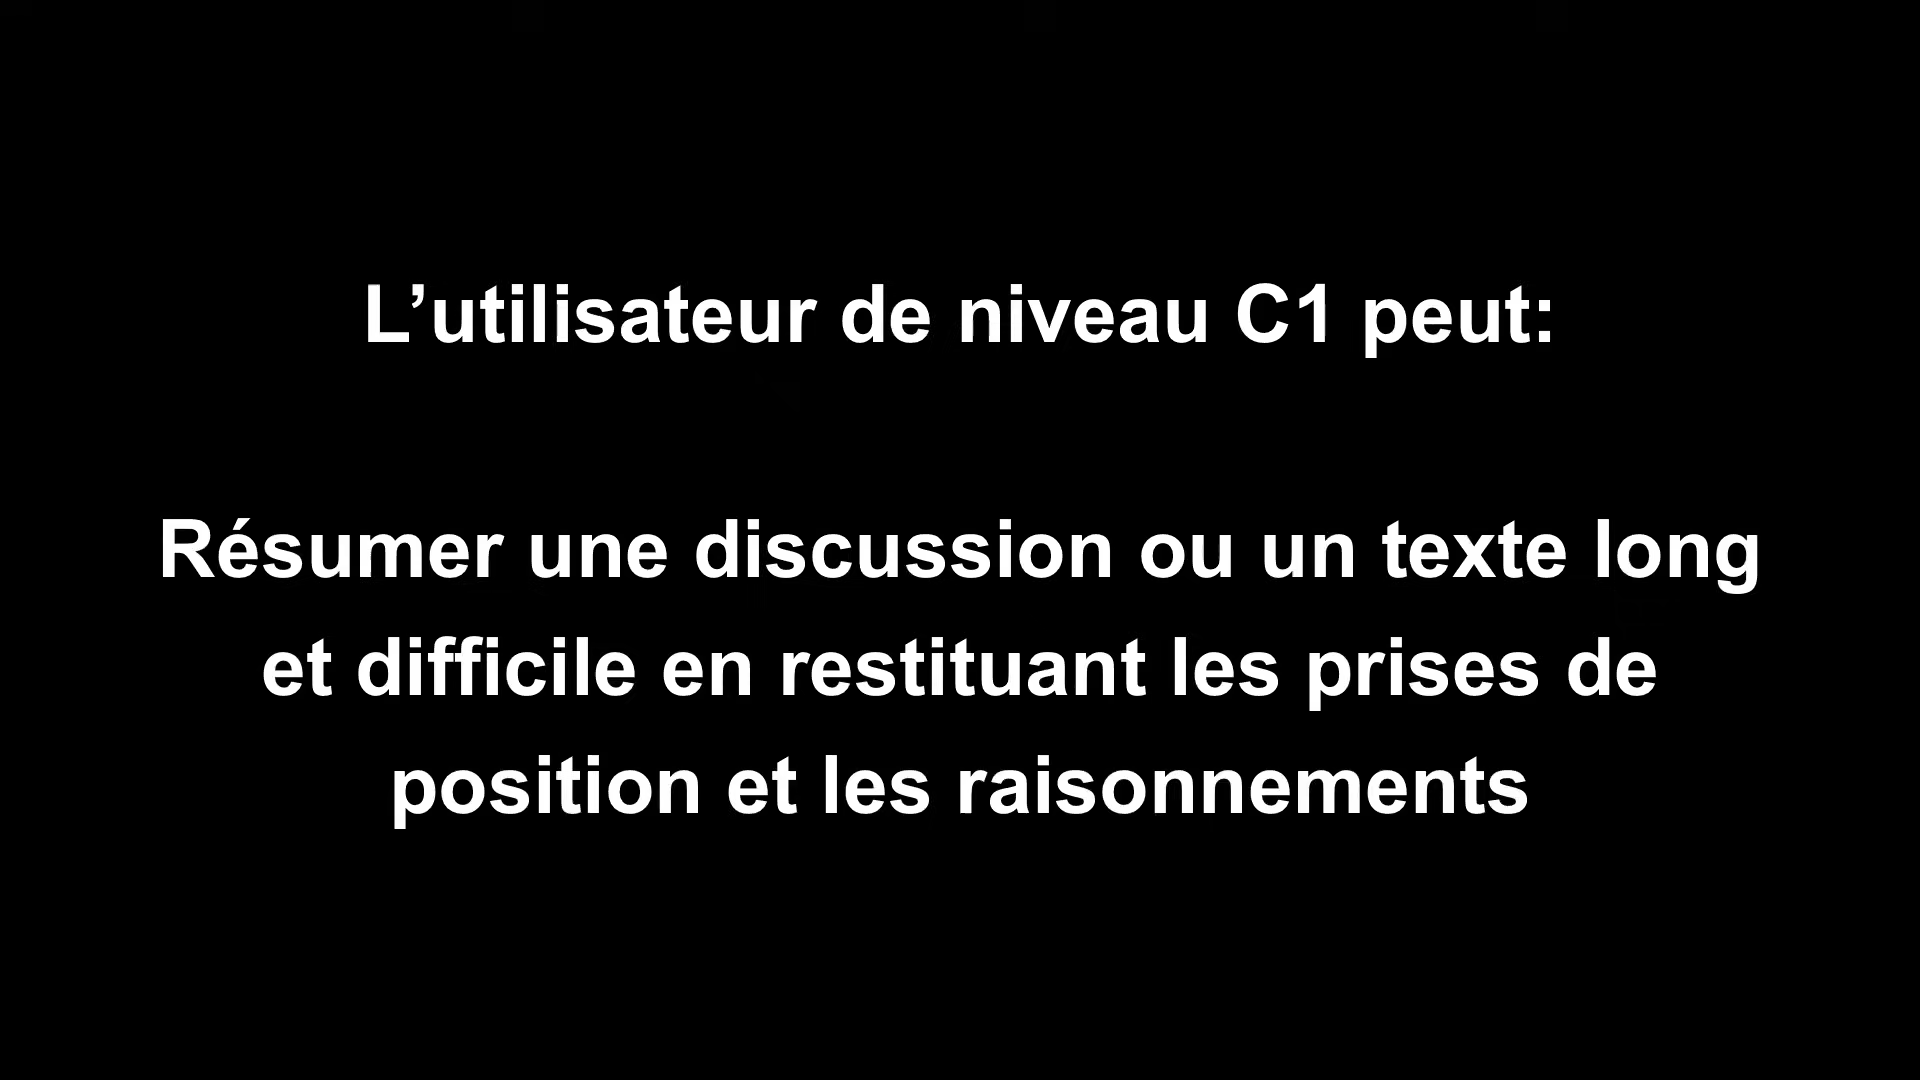 L’utilisateur de niveau C1 peut:
Résumer une discussion ou un texte long
et difficile en restituant les prises de
position et les raisonnements